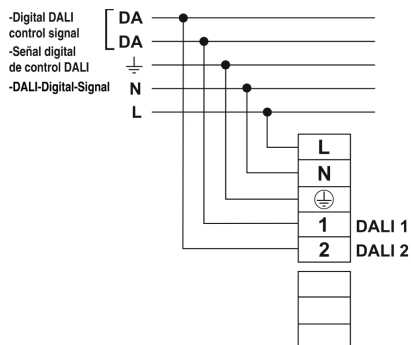 -Digital DALI
control signal
-Señal digital
de control DALI
-DALI-Digital-Signal
DA
DA
N
L
L
N
1 DALI 1
2 DALI 2